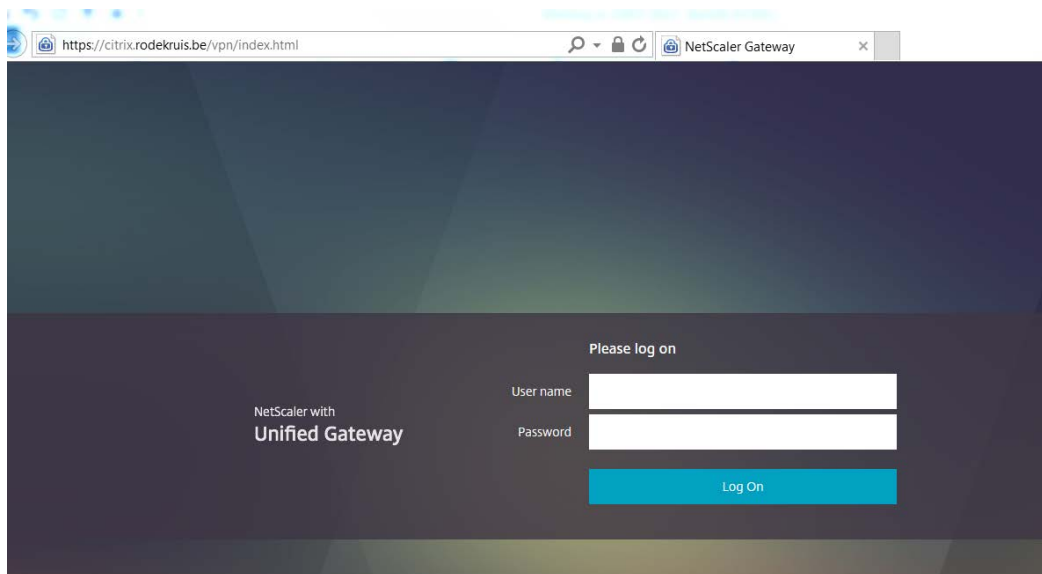 https://citrix.rodekruis.be/vpn/index.html
NetScaler Gateway
Please log on
User name
NetScaler with
Unified Gateway
Password
Log On